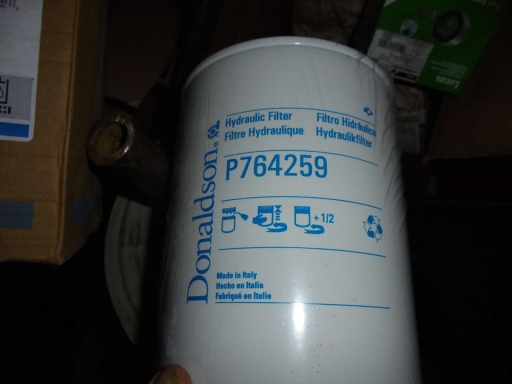 Hydraulic Filter
Filtre Hydraulique
Filtro Hidráulico
Hydraulikfilter
P764259
+ 1/2
Donaldson.
Made in Italy
Hecho en Italia
Fabriqué en Italie
Lucas